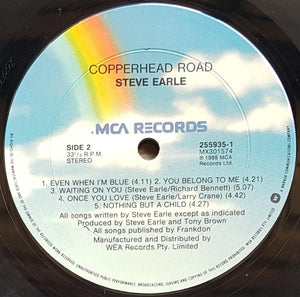 COPPERHEAD ROAD
STEVE EARLE
MCA RECORDS
SIDE 2
33⅓ R.P.M.
STEREO
255935-1
MX301574
℗ 1988 MCA
Records Ltd.
1. EVEN WHEN I'M BLUE (4.11) 2. YOU BELONG TO ME (4.21)
3. WAITING ON YOU (Steve Earle/Richard Bennett) (5.07)
4. ONCE YOU LOVE (Steve Earle/Larry Crane) (4.42)
5. NOTHING BUT A CHILD (4.27)
All songs written by Steve Earle except as indicated
Produced by Steve Earle and Tony Brown
All songs published by Frankdon
Manufactured and Distributed by
WEA Records Pty. Limited